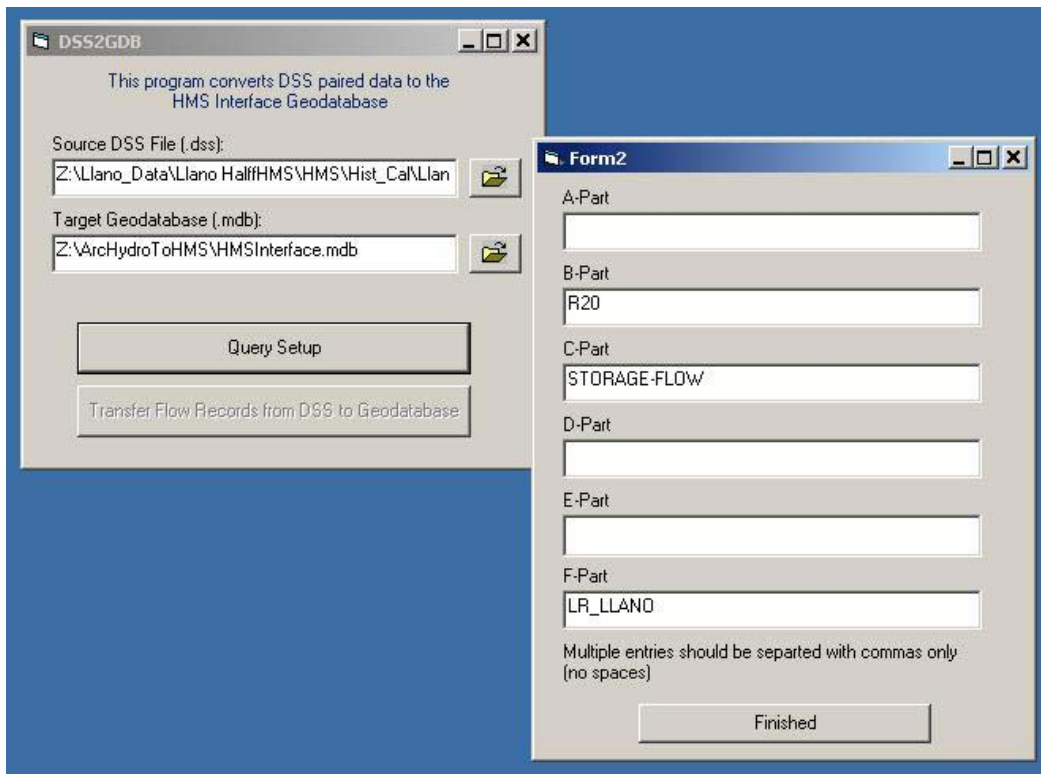 DSS2GDB
This program converts DSS paired data to the
HMS Interface Geodatabase
Source DSS File (.dss):
Z:\Llano_Data\Llano HalffHMS\HMS\Hist_Cal\Llan
Target Geodatabase (.mdb):
Z:\ArcHydroToHMS\HMSInterface.mdb
Query Setup
Transfer Flow Records from DSS to Geodatabase
Form2
A-Part
B-Part
R20
C-Part
STORAGE-FLOW
D-Part
E-Part
F-Part
LR_LLANO
Multiple entries should be separted with commas only
(no spaces)
Finished